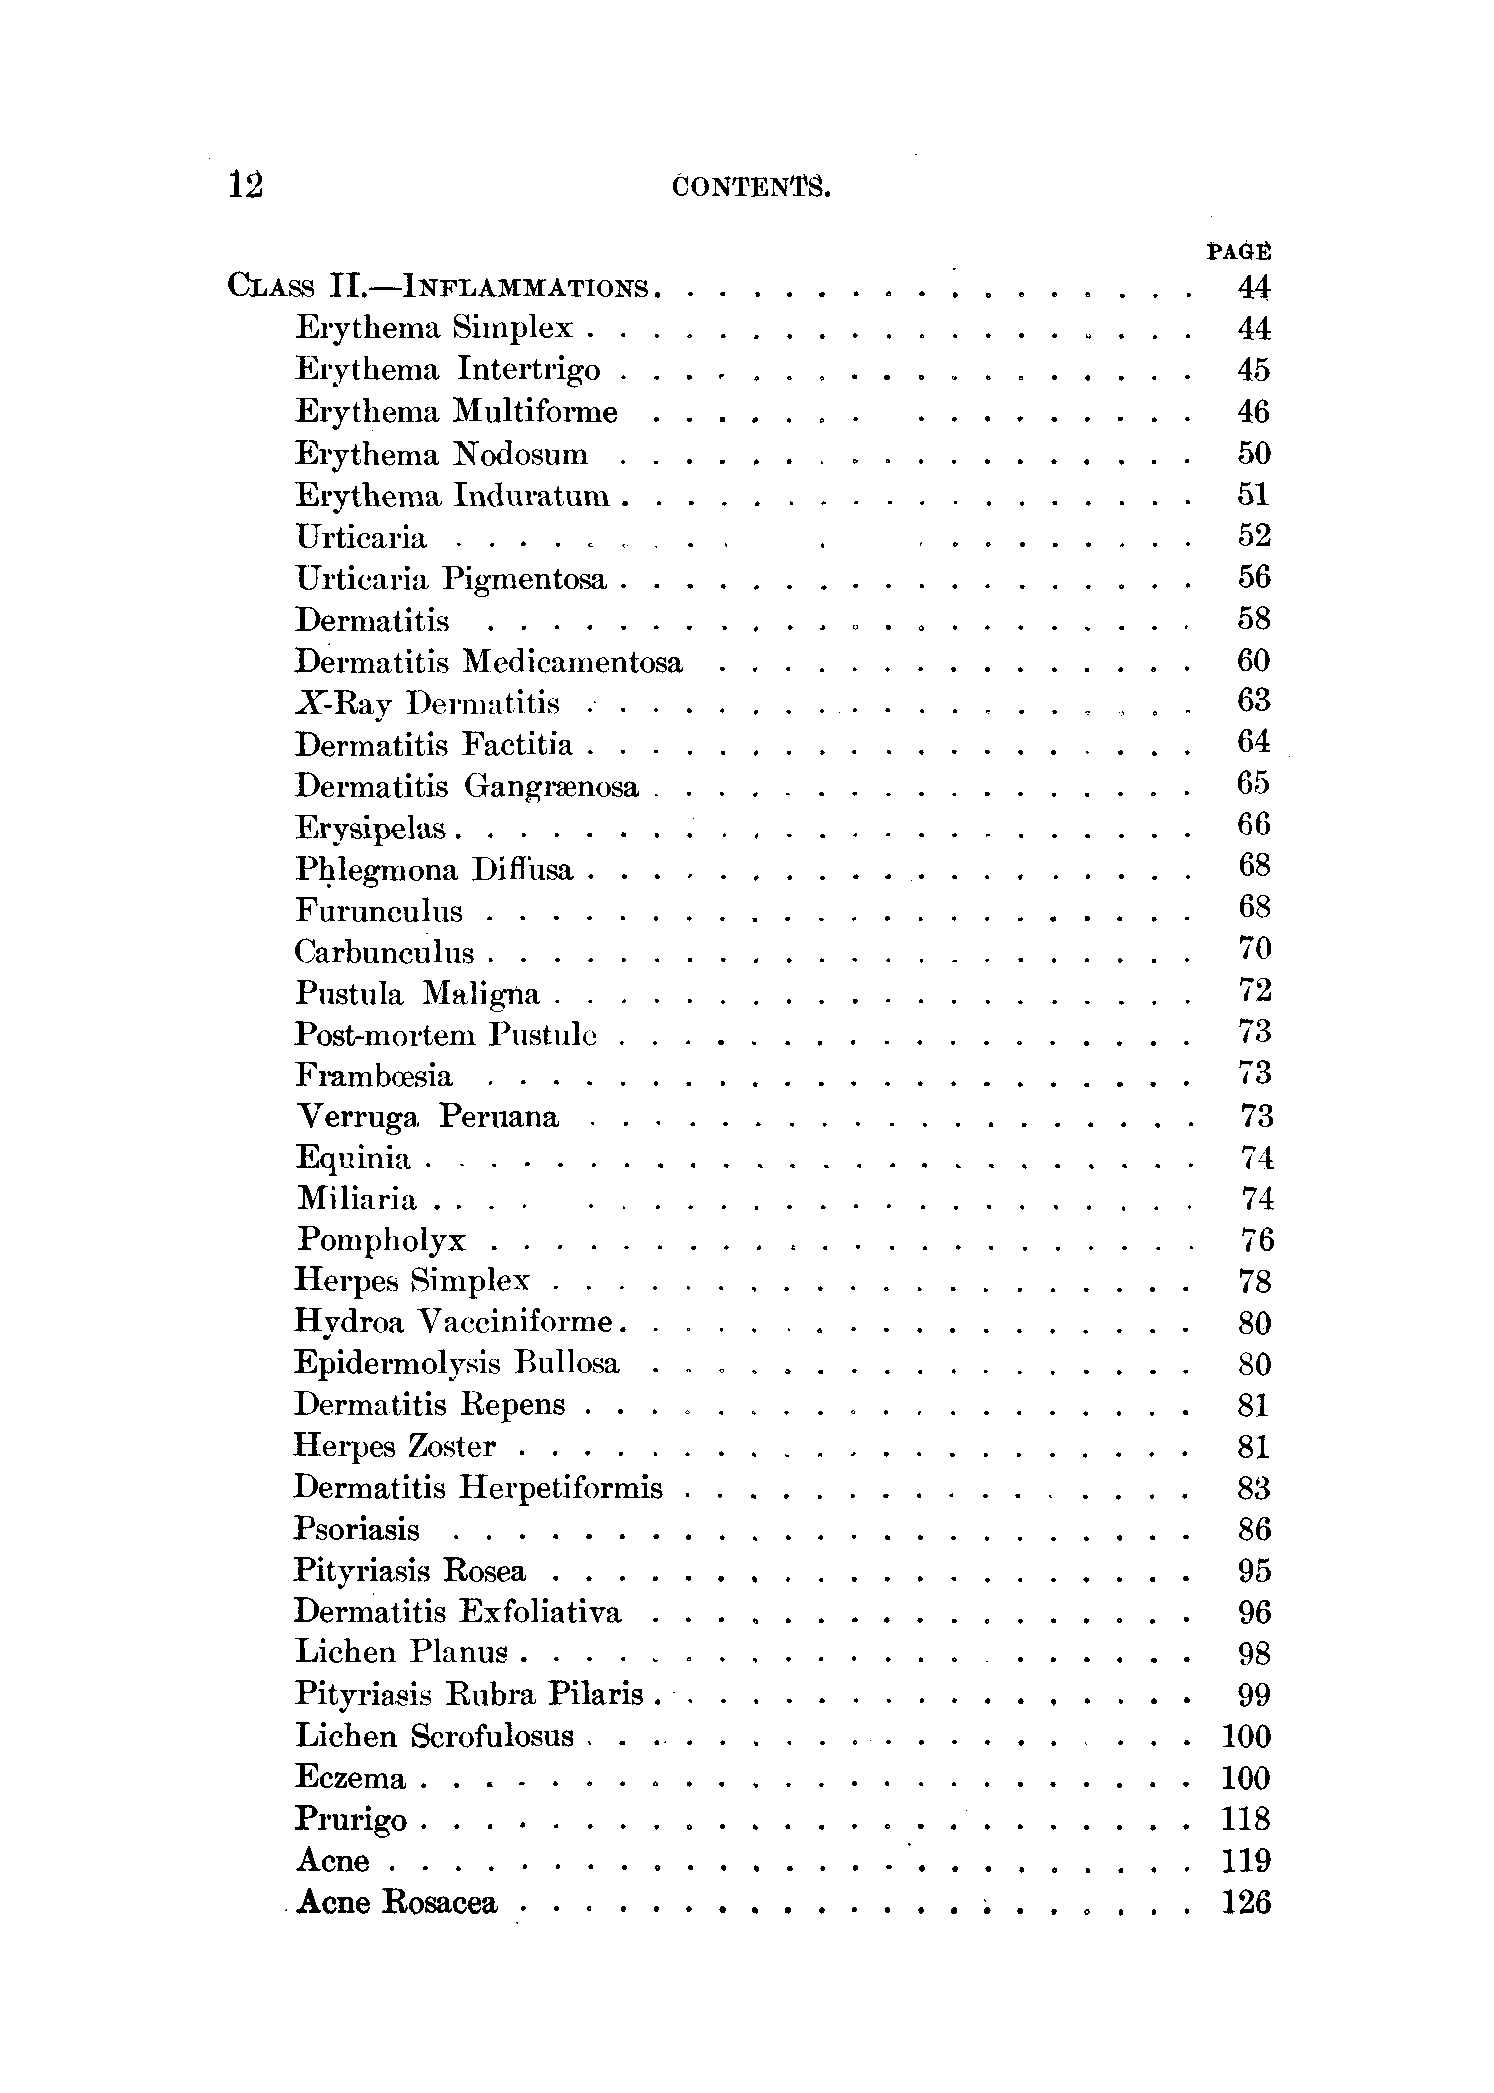 12 CONTENTS.
PAGE
CLASS II.—INFLAMMATIONS. . . . . . . . . . . . . . . . . 44
Erythema Simplex . . . . . . . . . . . . . . . . . . . 44
Erythema Intertrigo . . . . . . . . . . . . . . . . . . 45
Erythema Multiforme . . . . . . . . . . . . . . . . 46
Erythema Nodosum . . . . . . . . . . . . . . . . . . 50
Erythema Induratum . . . . . . . . . . . . . . . . . . 51
Urticaria . . . . . . . . . . . . . . . . . . . 52
Urticaria Pigmentosa . . . . . . . . . . . . . . . . . . 56
Dermatitis . . . . . . . . . . . . . . . . . . . . . . 58
Dermatitis Medicamentosa . . . . . . . . . . . . . . . 60
X-Ray Dermatitis . . . . . . . . . . . . . . . . . . . 63
Dermatitis Factitia . . . . . . . . . . . . . . . . . . . 64
Dermatitis Gangrænosa . . . . . . . . . . . . . . . . . 65
Erysipelas . . . . . . . . . . . . . . . . . . . . . . . 66
Phlegmona Diffusa . . . . . . . . . . . . . . . . . . . 68
Furunculus . . . . . . . . . . . . . . . . . . . . . . 68
Carbunculus . . . . . . . . . . . . . . . . . . . . . . 70
Pustula Maligna . . . . . . . . . . . . . . . . . . . . 72
Post-mortem Pustule . . . . . . . . . . . . . . . . . . 73
Frambœsia . . . . . . . . . . . . . . . . . . . . . . 73
Verruga Peruana . . . . . . . . . . . . . . . . . . . 73
Equinia . . . . . . . . . . . . . . . . . . . . . . . . 74
Miliaria . . . . . . . . . . . . . . . . . . . . . . . 74
Pompholyx . . . . . . . . . . . . . . . . . . . . . . 76
Herpes Simplex . . . . . . . . . . . . . . . . . . . . 78
Hydroa Vacciniforme . . . . . . . . . . . . . . . . . . 80
Epidermolysis Bullosa . . . . . . . . . . . . . . . . . 80
Dermatitis Repens . . . . . . . . . . . . . . . . . . . 81
Herpes Zoster . . . . . . . . . . . . . . . . . . . . . 81
Dermatitis Herpetiformis . . . . . . . . . . . . . . . . 83
Psoriasis . . . . . . . . . . . . . . . . . . . . . . . 86
Pityriasis Rosea . . . . . . . . . . . . . . . . . . . . 95
Dermatitis Exfoliativa . . . . . . . . . . . . . . . . . 96
Lichen Planus . . . . . . . . . . . . . . . . . . . . . 98
Pityriasis Rubra Pilaris . . . . . . . . . . . . . . . . . 99
Lichen Scrofulosus . . . . . . . . . . . . . . . . . . . 100
Eczema . . . . . . . . . . . . . . . . . . . . . . . . 100
Prurigo . . . . . . . . . . . . . . . . . . . . . . . . 118
Acne . . . . . . . . . . . . . . . . . . . . . . . . . 119
Acne Rosacea . . . . . . . . . . . . . . . . . . . . . 126